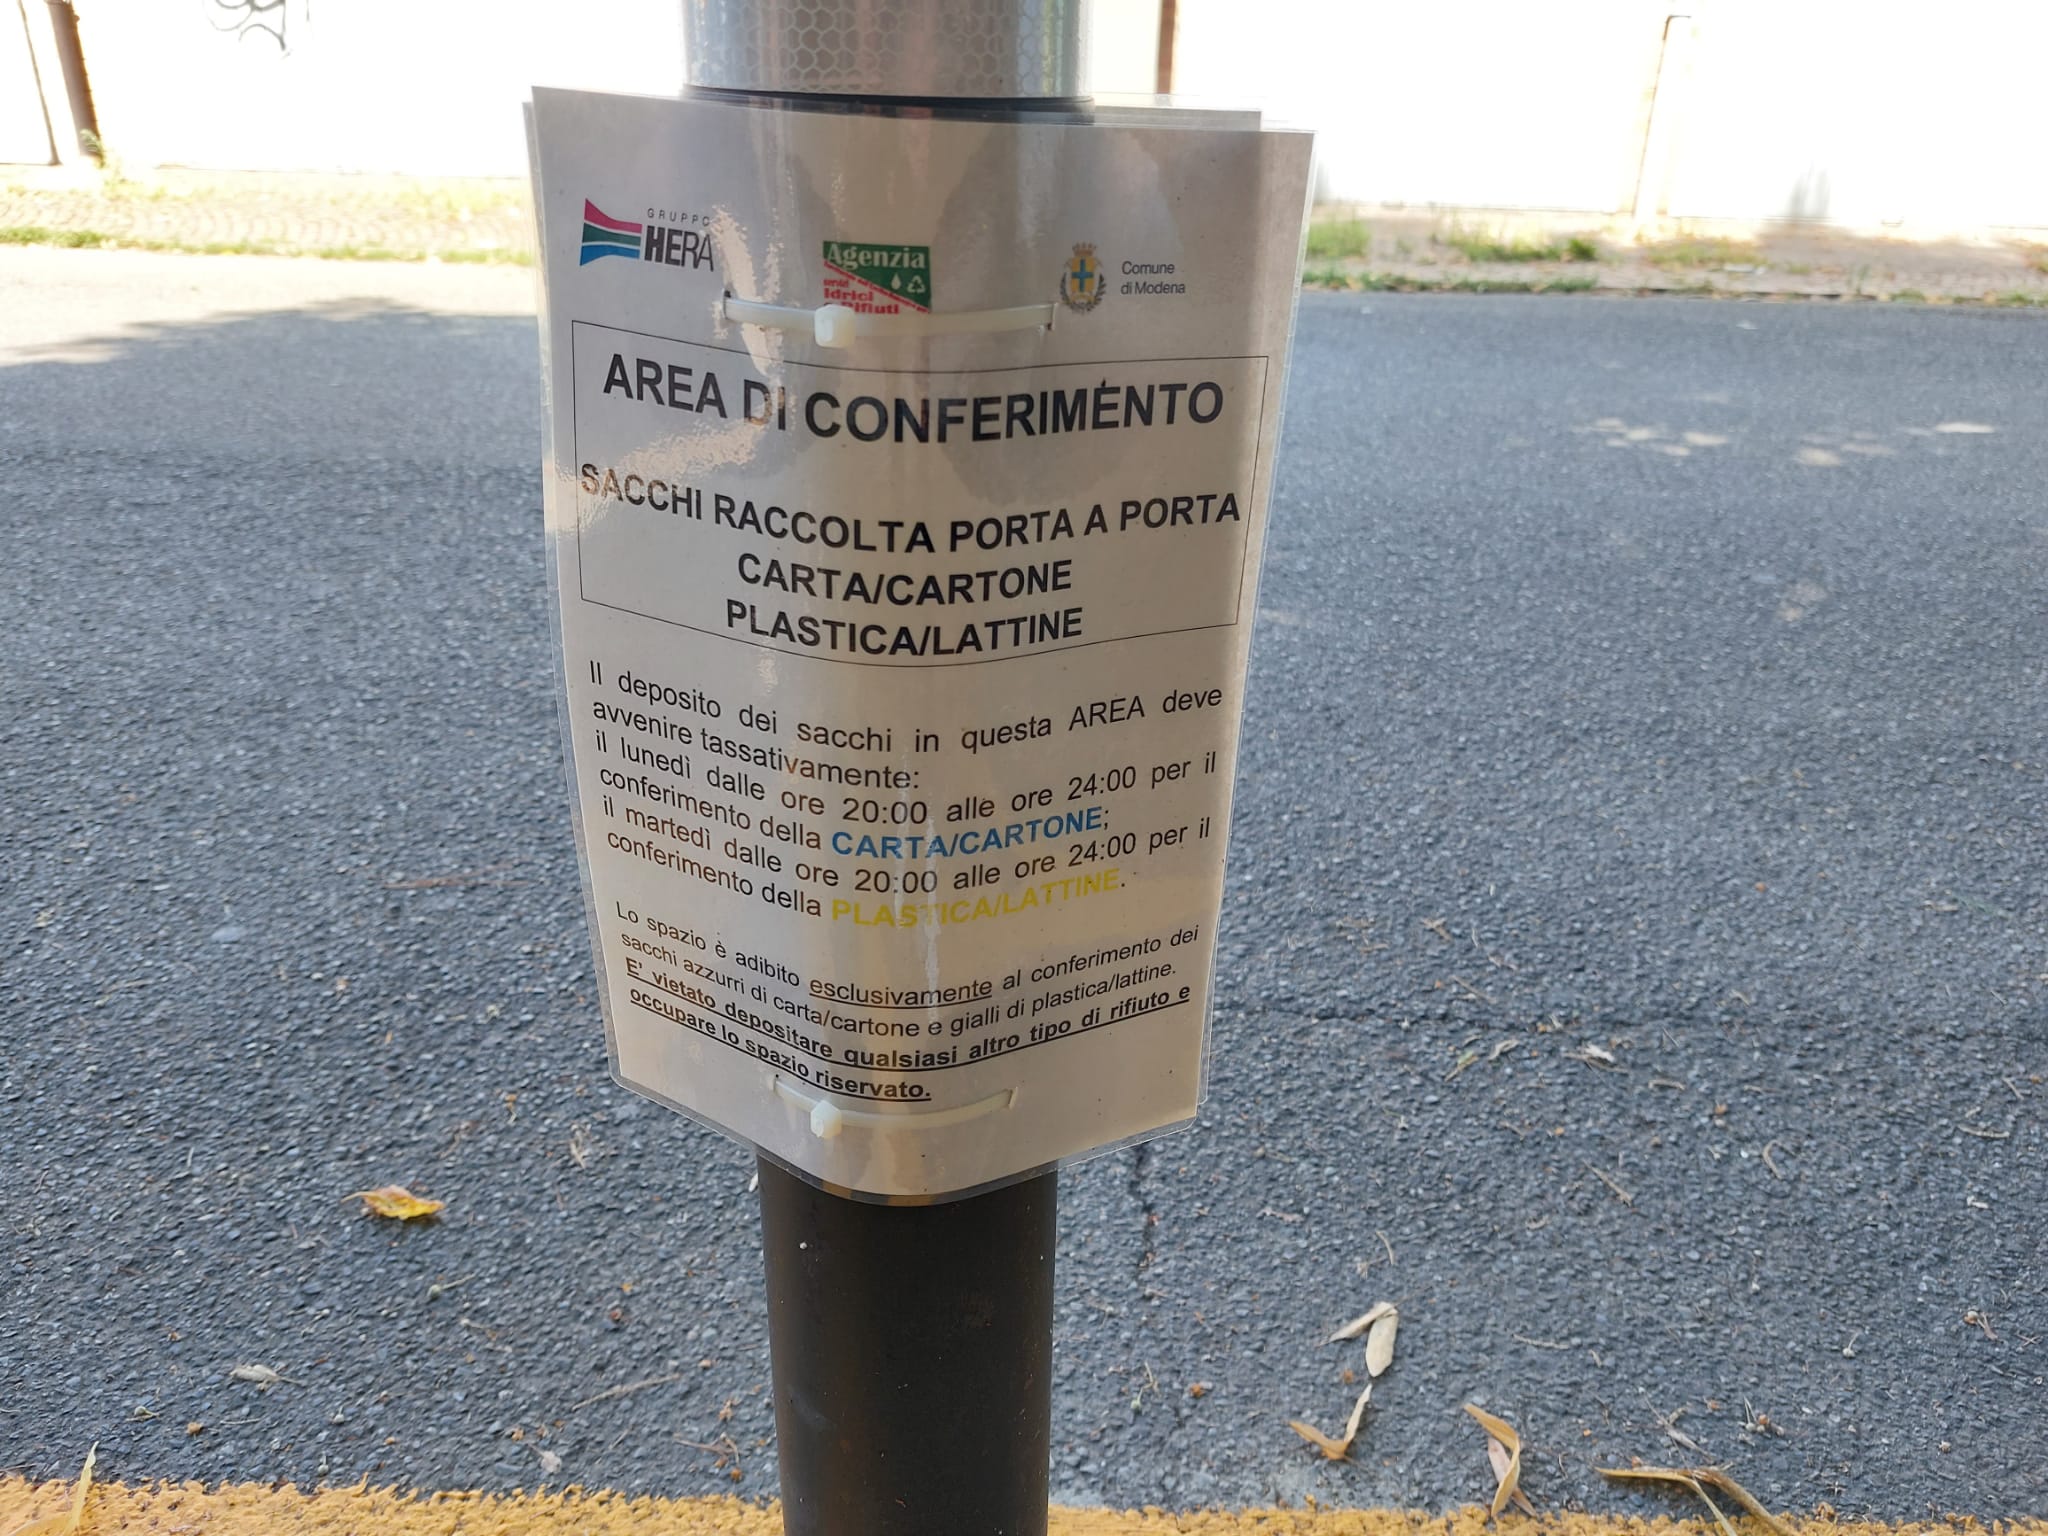 GRUPPO
HERA
Agenzia
servizi
Idrici
e Rifiuti
Comune
di Modena
AREA DI CONFERIMENTO
SACCHI RACCOLTA PORTA A PORTA
CARTA/CARTONE
PLASTICA/LATTINE
Il deposito dei sacchi in questa AREA deve
avvenire tassativamente:
il lunedì dalle ore 20:00 alle ore 24:00 per il
conferimento della CARTA/CARTONE;
il martedì dalle ore 20:00 alle ore 24:00 per il
conferimento della PLASTICA/LATTINE.
Lo spazio è adibito esclusivamente al conferimento dei
sacchi azzurri di carta/cartone e gialli di plastica/lattine.
E' vietato depositare qualsiasi altro tipo di rifiuto e
occupare lo spazio riservato.